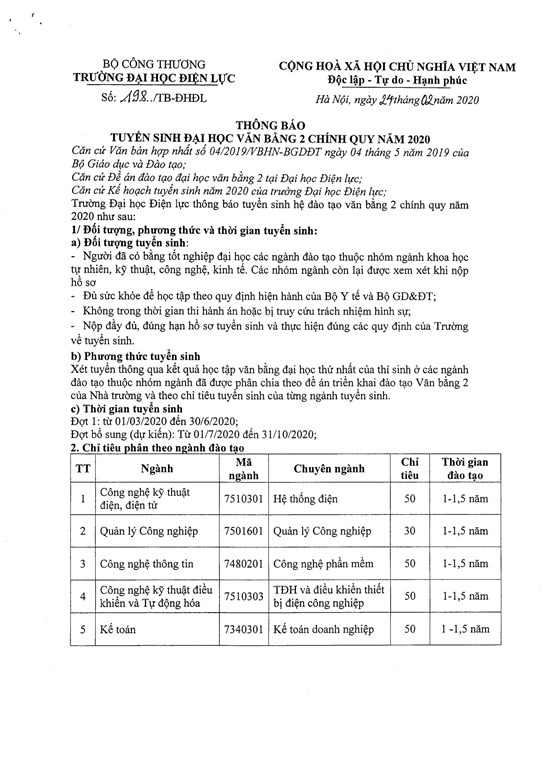 BỘ CÔNG THƯƠNG
TRƯỜNG ĐẠI HỌC ĐIỆN LỰC
Số: 198../TB-ĐHĐL
CỘNG HOÀ XÃ HỘI CHỦ NGHĨA VIỆT NAM
Độc lập - Tự do - Hạnh phúc
Hà Nội, ngày 24 tháng 02 năm 2020
THÔNG BÁO
TUYỂN SINH ĐẠI HỌC VĂN BẰNG 2 CHÍNH QUY NĂM 2020
Căn cứ Văn bản hợp nhất số 04/2019/VBHN-BGDĐT ngày 04 tháng 5 năm 2019 của
Bộ Giáo dục và Đào tạo;
Căn cứ Đề án đào tạo đại học văn bằng 2 tại Đại học Điện lực;
Căn cứ Kế hoạch tuyển sinh năm 2020 của trường Đại học Điện lực;
Trường Đại học Điện lực thông báo tuyển sinh hệ đào tạo văn bằng 2 chính quy năm
2020 như sau:
1/ Đối tượng, phương thức và thời gian tuyển sinh:
a) Đối tượng tuyển sinh:
- Người đã có bằng tốt nghiệp đại học các ngành đào tạo thuộc nhóm ngành khoa học
tự nhiên, kỹ thuật, công nghệ, kinh tế. Các nhóm ngành còn lại được xem xét khi nộp
hồ sơ
- Đủ sức khỏe để học tập theo quy định hiện hành của Bộ Y tế và Bộ GD&ĐT;
- Không trong thời gian thi hành án hoặc bị truy cứu trách nhiệm hình sự;
- Nộp đầy đủ, đúng hạn hồ sơ tuyển sinh và thực hiện đúng các quy định của Trường
về tuyển sinh.
b) Phương thức tuyển sinh
Xét tuyển thông qua kết quả học tập văn bằng đại học thứ nhất của thí sinh ở các ngành
đào tạo thuộc nhóm ngành đã được phân chia theo đề án triển khai đào tạo Văn bằng 2
của Nhà trường và theo chỉ tiêu tuyển sinh của từng ngành tuyển sinh.
c) Thời gian tuyển sinh
Đợt 1: từ 01/03/2020 đến 30/6/2020;
Đợt bổ sung (dự kiến): Từ 01/7/2020 đến 31/10/2020;
2. Chỉ tiêu phân theo ngành đào tạo
TT Ngành Mã ngành Chuyên ngành Chỉ tiêu Thời gian đào tạo
1 Công nghệ kỹ thuật điện, điện tử 7510301 Hệ thống điện 50 1-1,5 năm
2 Quản lý Công nghiệp 7501601 Quản lý Công nghiệp 30 1-1,5 năm
3 Công nghệ thông tin 7480201 Công nghệ phần mềm 50 1-1,5 năm
4 Công nghệ kỹ thuật điều khiển và Tự động hóa 7510303 TĐH và điều khiển thiết bị điện công nghiệp 50 1-1,5 năm
5 Kế toán 7340301 Kế toán doanh nghiệp 50 1 -1,5 năm